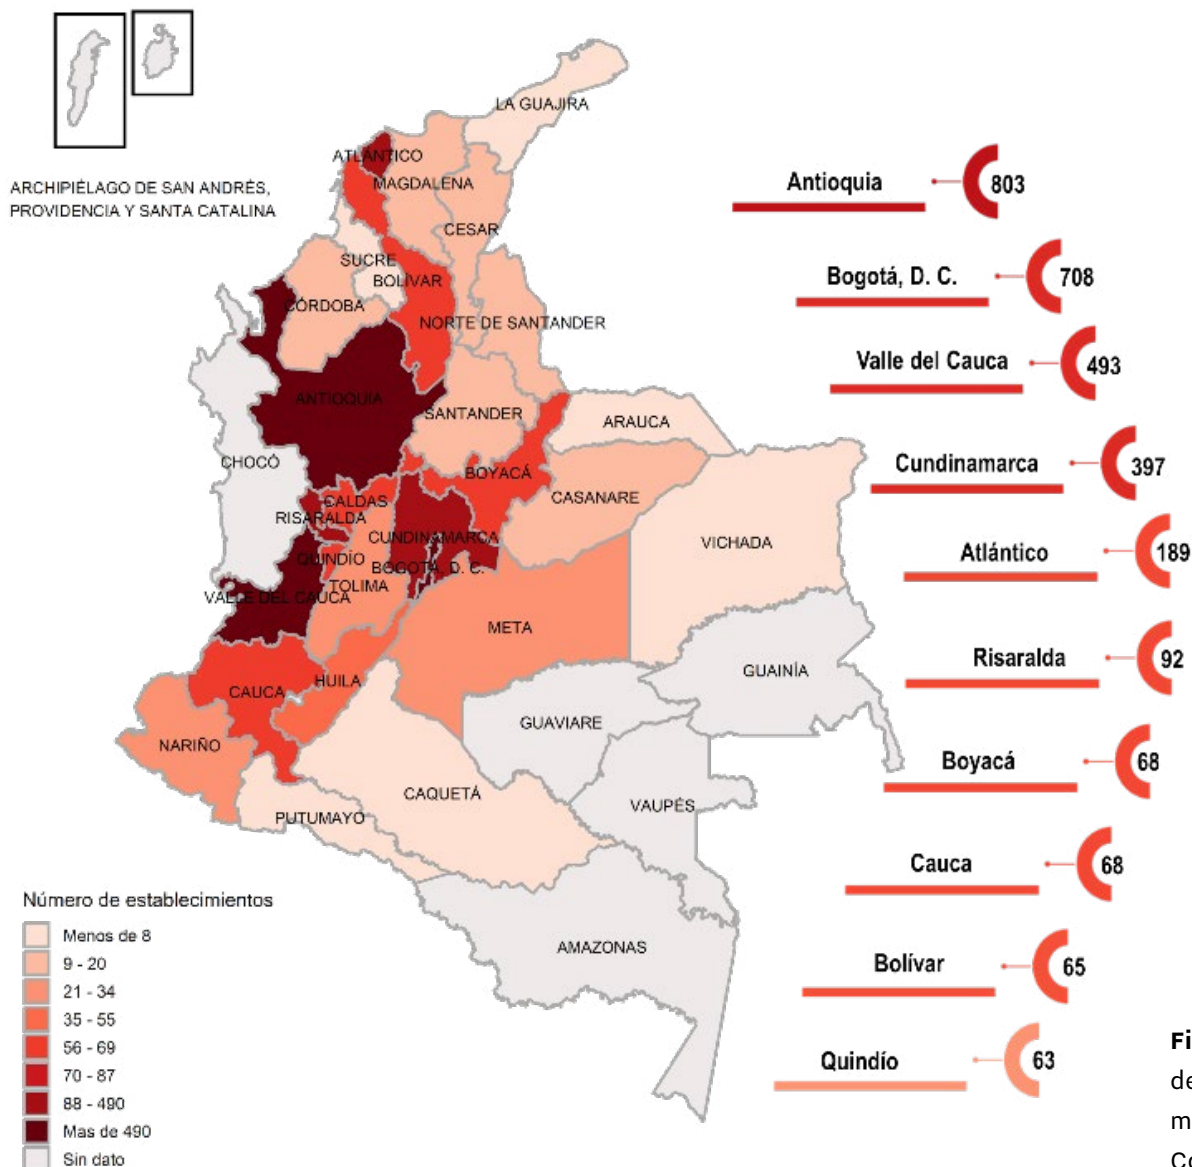 ARCHIPIÉLAGO DE SAN ANDRÉS,
PROVIDENCIA Y SANTA CATALINA
LA GUAJIRA
ATLÁNTICO
MAGDALENA
CESAR
SUCRE
BOLÍVAR
CÓRDOBA
NORTE DE SANTANDER
ANTIOQUIA
SANTANDER
ARAUCA
CHOCÓ
BOYACÁ
CASANARE
CALDAS
RISARALDA
CUNDINAMARCA
VICHADA
QUINDÍO
BOGOTÁ, D. C.
TOLIMA
VALLE DEL CAUCA
META
GUAINÍA
CAUCA
HUILA
GUAVIARE
NARIÑO
CAQUETÁ
VAUPÉS
PUTUMAYO
AMAZONAS
Antioquia 803
Bogotá, D. C. 708
Valle del Cauca 493
Cundinamarca 397
Atlántico 189
Risaralda 92
Boyacá 68
Cauca 68
Bolívar 65
Quindío 63
Número de establecimientos
Menos de 8
9 - 20
21 - 34
35 - 55
56 - 69
70 - 87
88 - 490
Mas de 490
Sin dato
Fi
de
m
Co